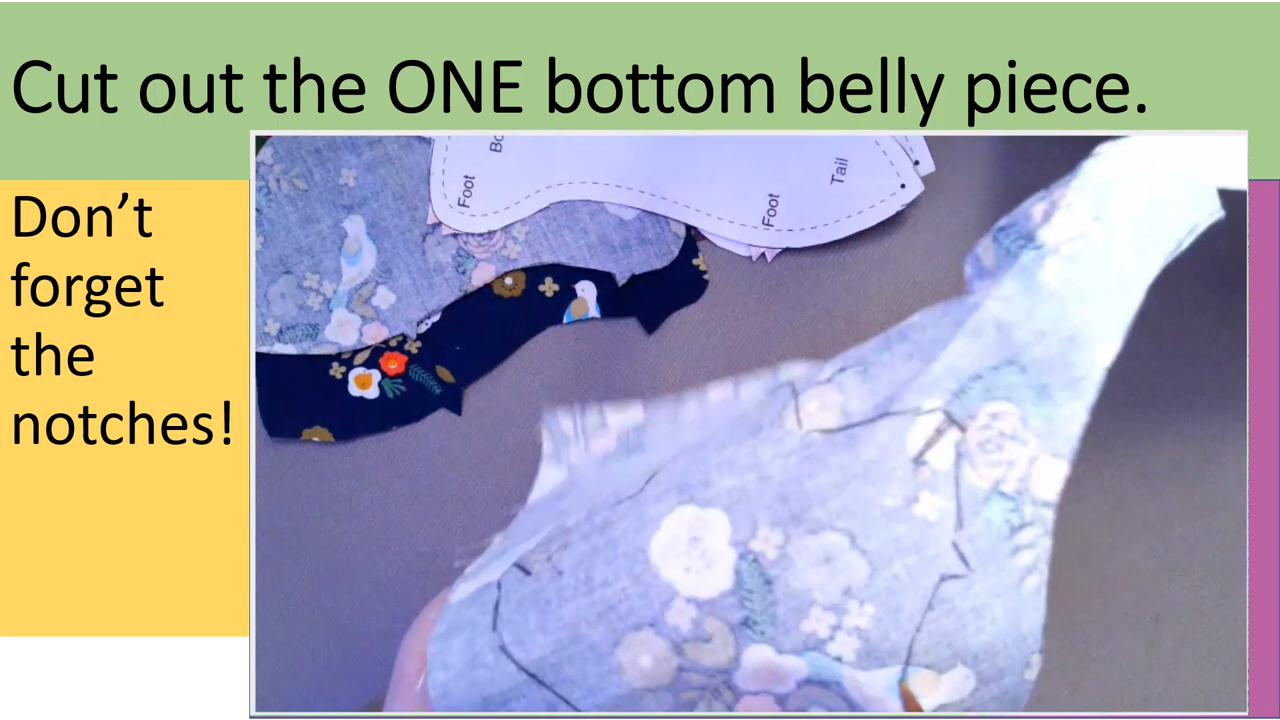 Cut out the ONE bottom belly piece.
Don’t
forget
the
notches!
Foot
Foot
Tail